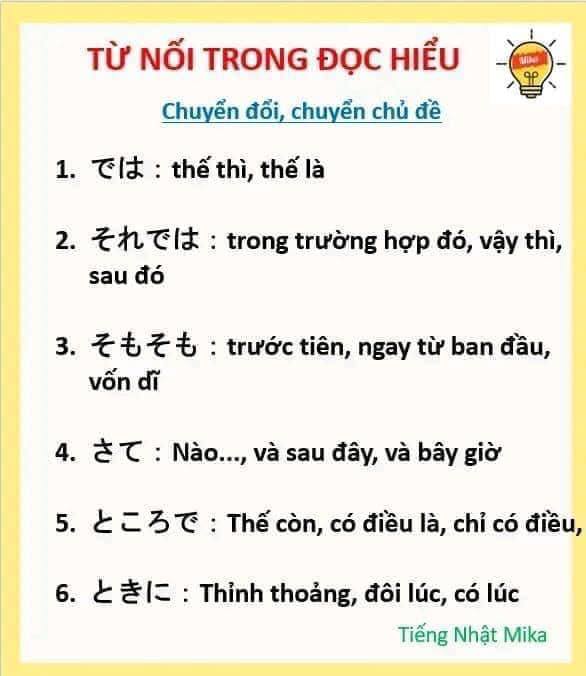 TỪ NỐI TRONG ĐỌC HIỂU
Mika
Chuyển đổi, chuyển chủ đề
1. では：thế thì, thế là
2. それでは：trong trường hợp đó, vậy thì,
sau đó
3. そもそも：trước tiên, ngay từ ban đầu,
vốn dĩ
4. さて：Nào..., và sau đây, và bây giờ
5. ところで：Thế còn, có điều là, chỉ có điều,
6. ときに：Thỉnh thoảng, đôi lúc, có lúc
Tiếng Nhật Mika